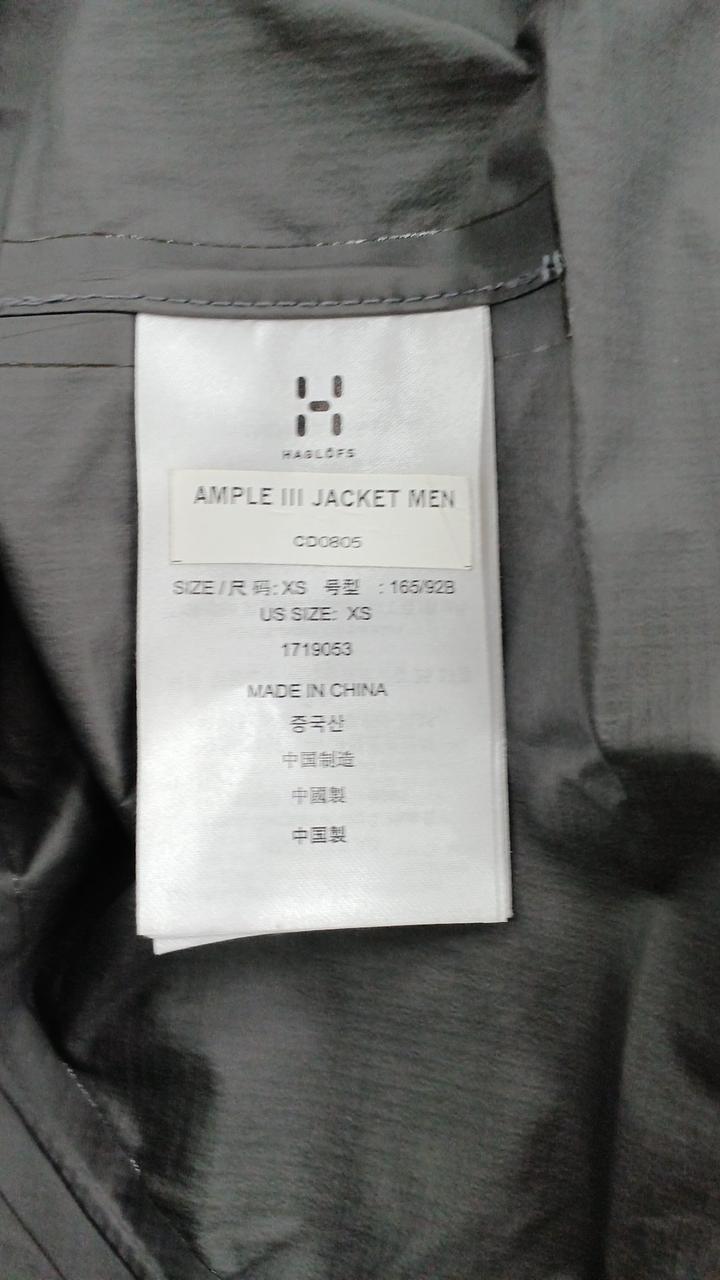 HAGLÖFS
AMPLE III JACKET MEN
CD0805
SIZE / 尺 码: XS 号型 : 165/92B
US SIZE: XS
1719053
MADE IN CHINA
중국산
中国制造
中國製
中国製